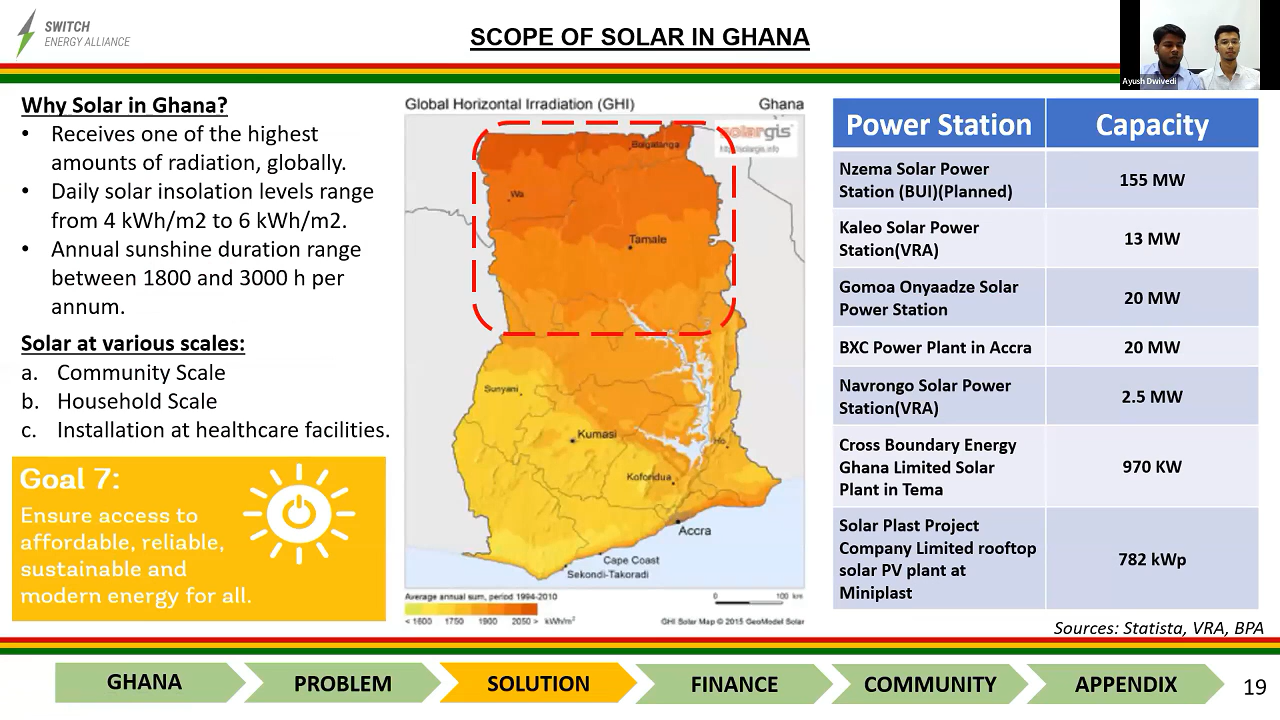 SWITCH
ENERGY ALLIANCE
SCOPE OF SOLAR IN GHANA
Ayush Dwivedi
Why Solar in Ghana?
• Receives one of the highest
amounts of radiation, globally.
• Daily solar insolation levels range
from 4 kWh/m2 to 6 kWh/m2.
• Annual sunshine duration range
between 1800 and 3000 h per
annum.
Solar at various scales:
a. Community Scale
b. Household Scale
c. Installation at healthcare facilities.
Goal 7:
Ensure access to
affordable, reliable,
sustainable and
modern energy for all.
Global Horizontal Irradiation (GHI) Ghana
solargis
http://solargis.info
Bolgatanga
Wa
Tamale
Sunyani
Kumasi
Ho
Koforidua
Accra
Cape Coast
Sekondi-Takoradi
Average annual sum, period 1994-2010
0 100 km
< 1600 1750 1900 2050 > kWh/m²
GHI Solar Map © 2015 GeoModel Solar
Power Station Capacity
Nzema Solar Power
Station (BUI)(Planned) 155 MW
Kaleo Solar Power
Station(VRA) 13 MW
Gomoa Onyaadze Solar
Power Station 20 MW
BXC Power Plant in Accra 20 MW
Navrongo Solar Power
Station(VRA) 2.5 MW
Cross Boundary Energy
Ghana Limited Solar
Plant in Tema 970 KW
Solar Plast Project
Company Limited rooftop
solar PV plant at
Miniplast 782 kWp
Sources: Statista, VRA, BPA
GHANA PROBLEM SOLUTION FINANCE COMMUNITY APPENDIX 19